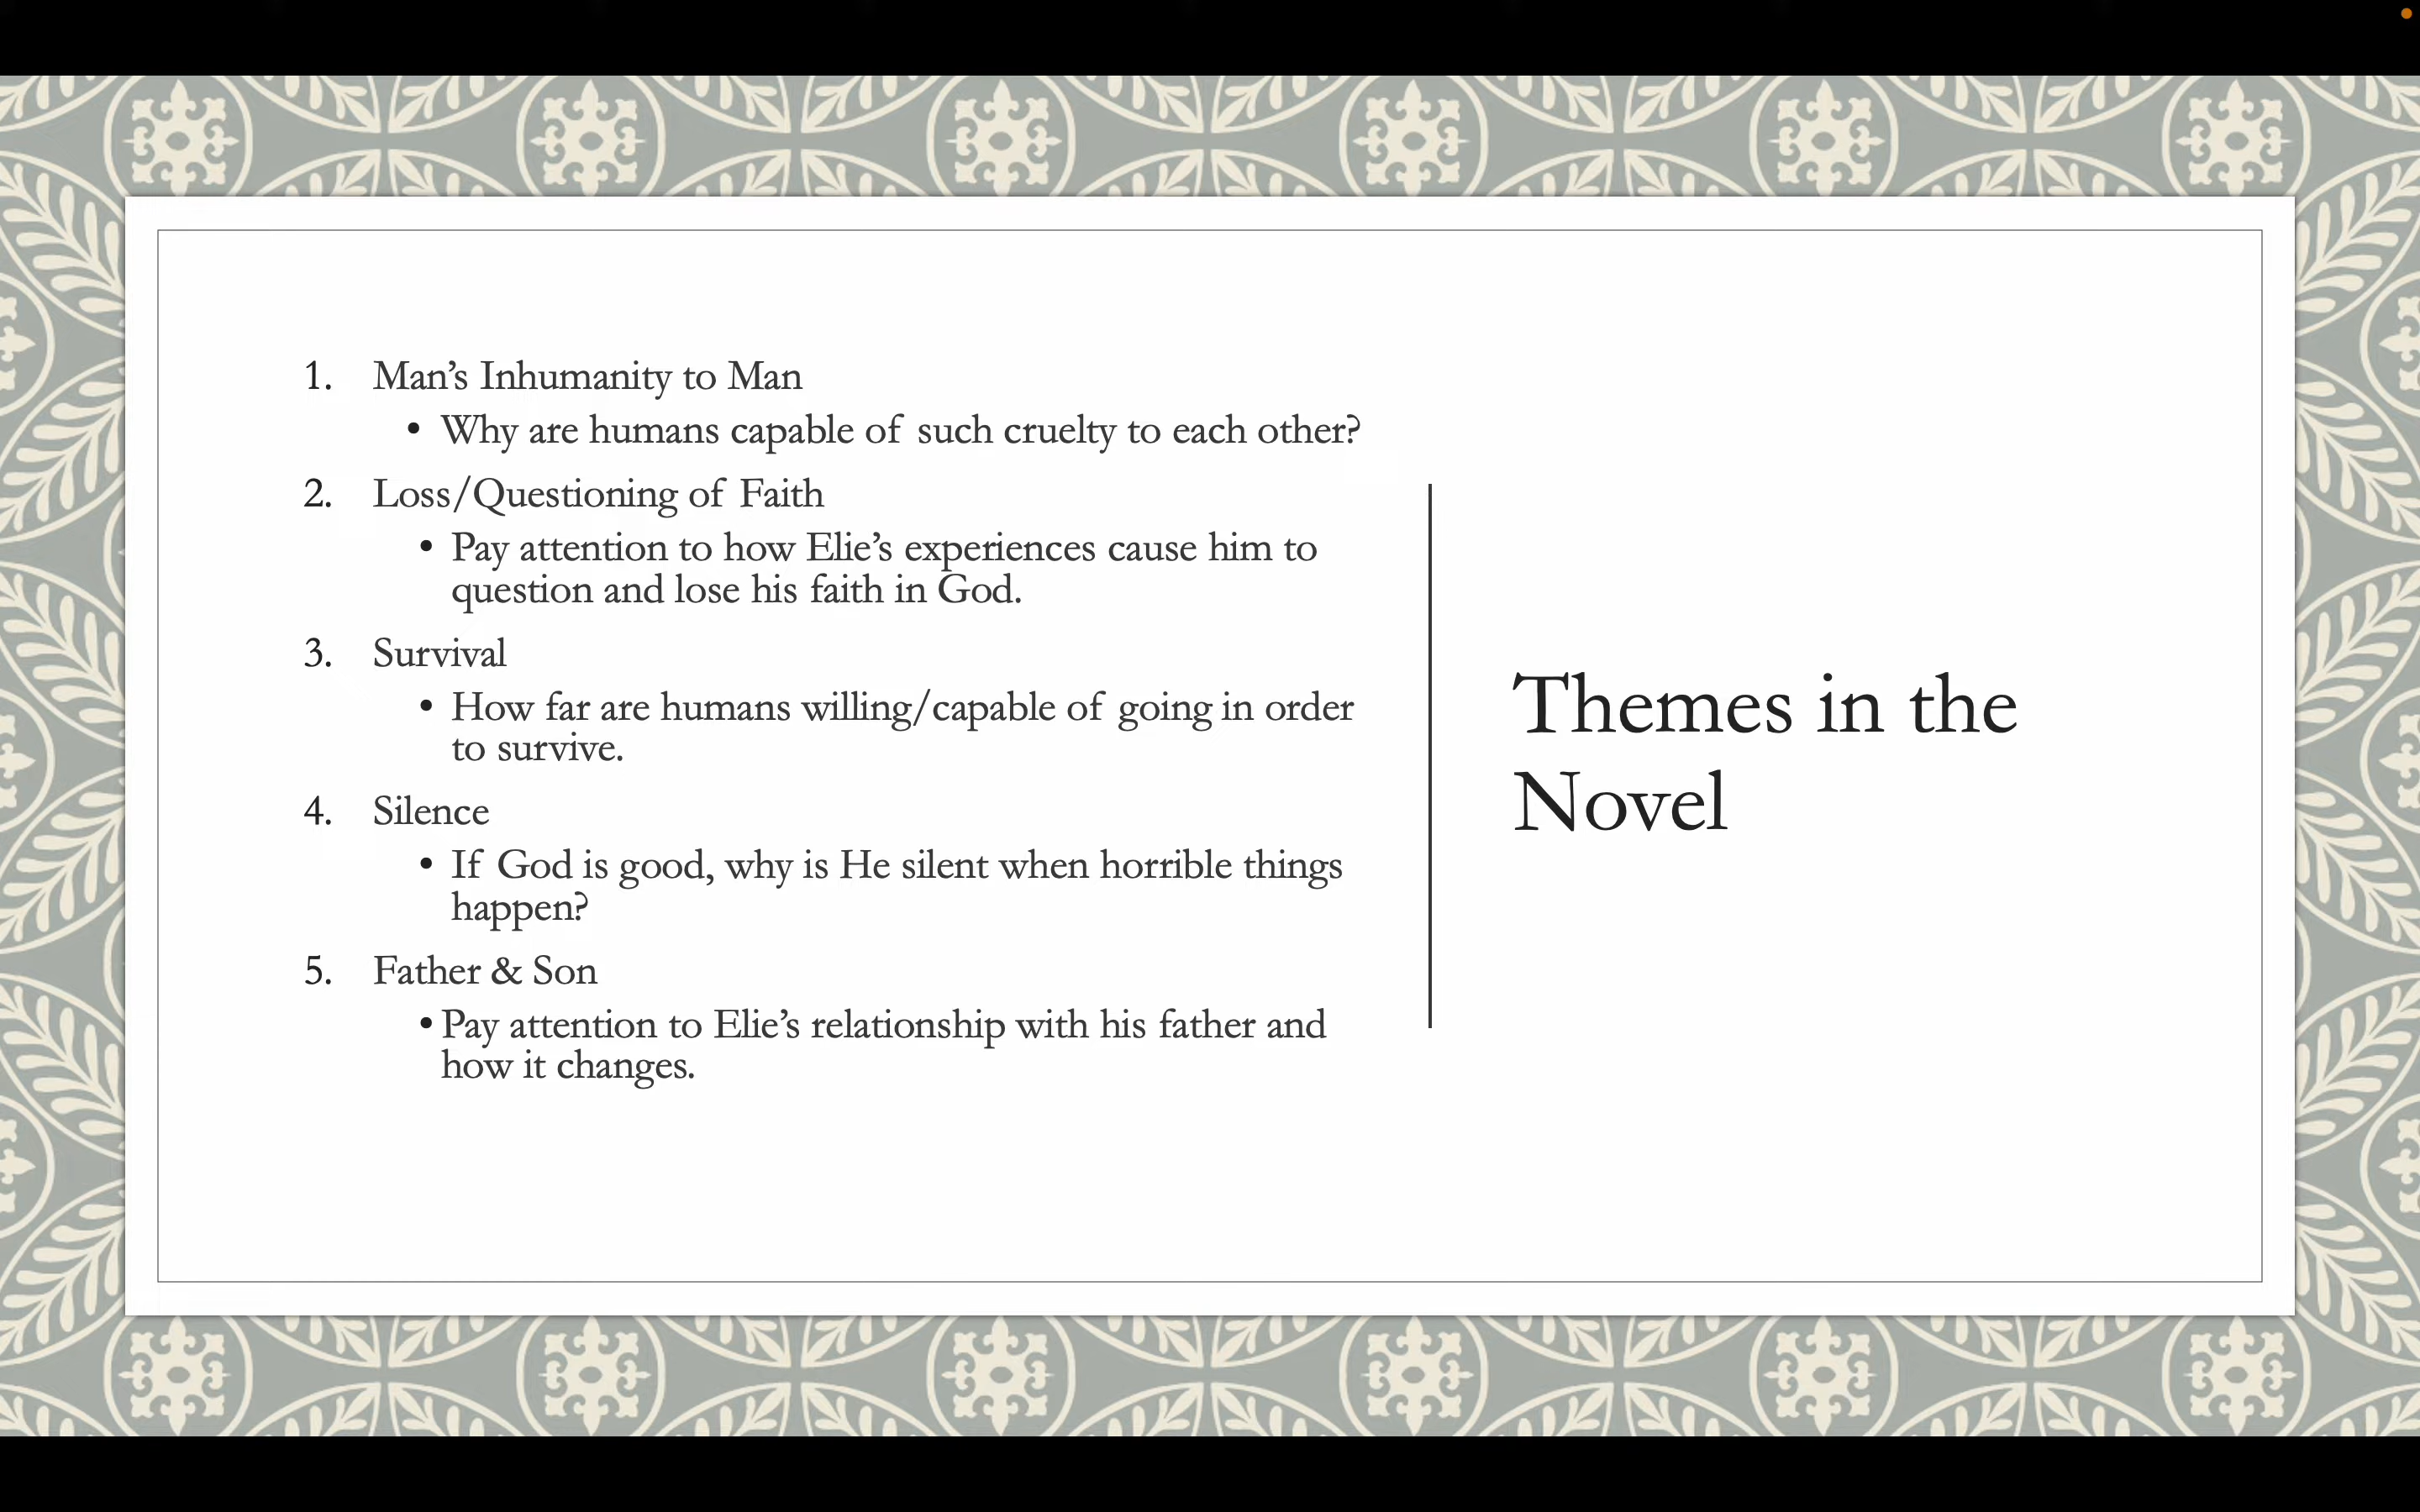 1. Man’s Inhumanity to Man
• Why are humans capable of such cruelty to each other?
2. Loss/Questioning of Faith
• Pay attention to how Elie’s experiences cause him to
question and lose his faith in God.
3. Survival
• How far are humans willing/capable of going in order
to survive.
4. Silence
• If God is good, why is He silent when horrible things
happen?
5. Father & Son
• Pay attention to Elie’s relationship with his father and
how it changes.
Themes in the
Novel